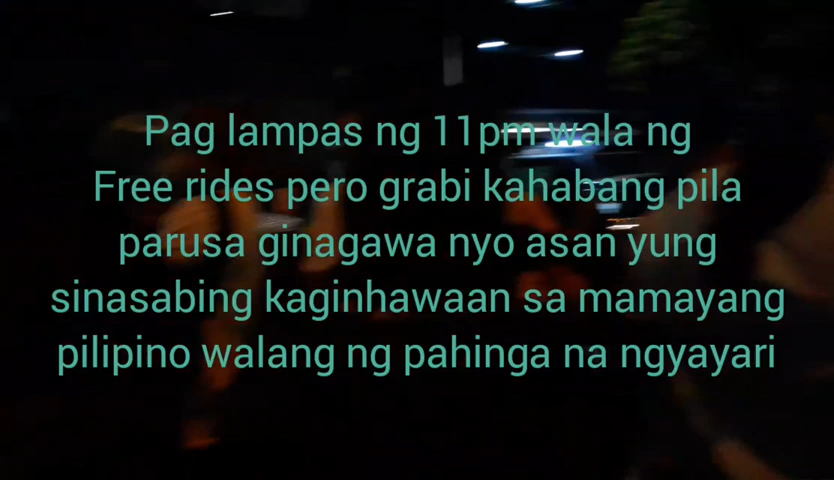 Pag lampas ng 11pm wala ng
Free rides pero grabi kahabang pila
parusa ginagawa nyo asan yung
sinasabing kaginhawaan sa mamayang
pilipino walang ng pahinga na ngyayari